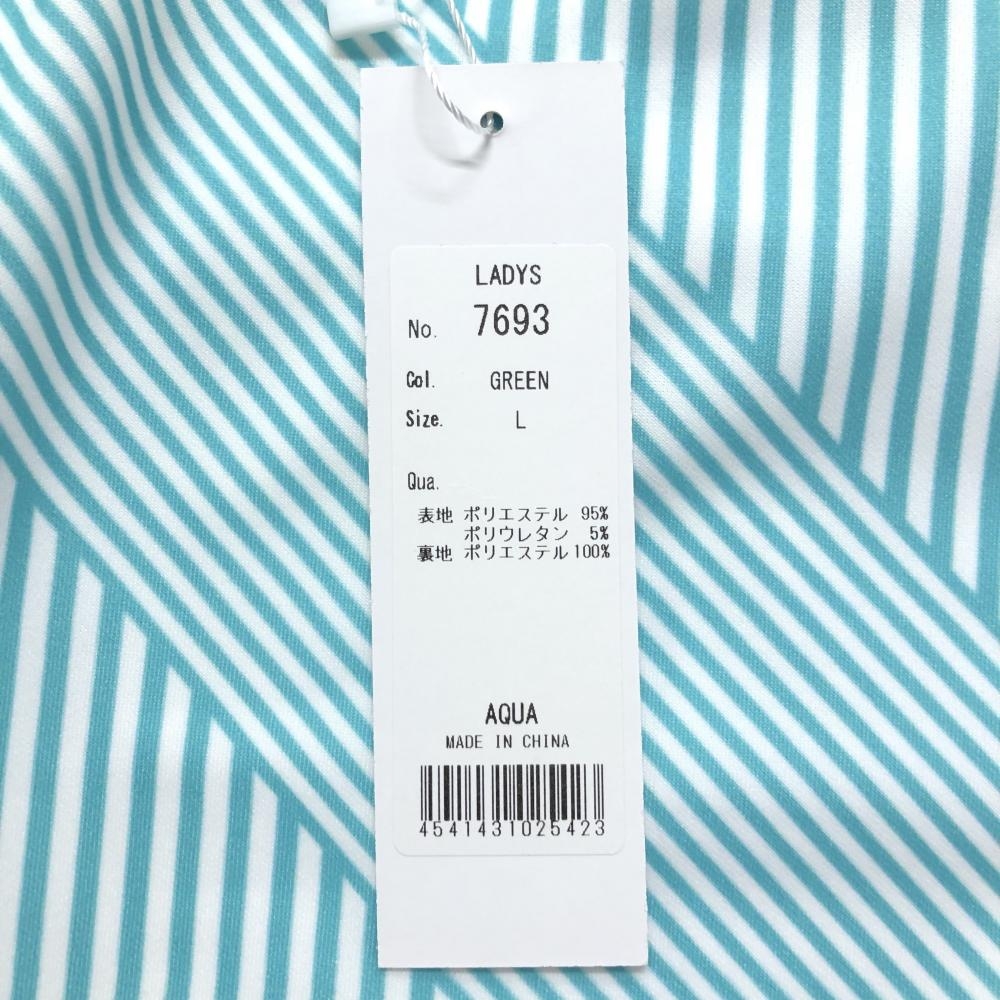 LADYS
No. 7693
Col. GREEN
Size. L
Qua.
表地 ポリエステル 95%
ポリウレタン 5%
裏地 ポリエステル 100%
AQUA
MADE IN CHINA
4541431025423